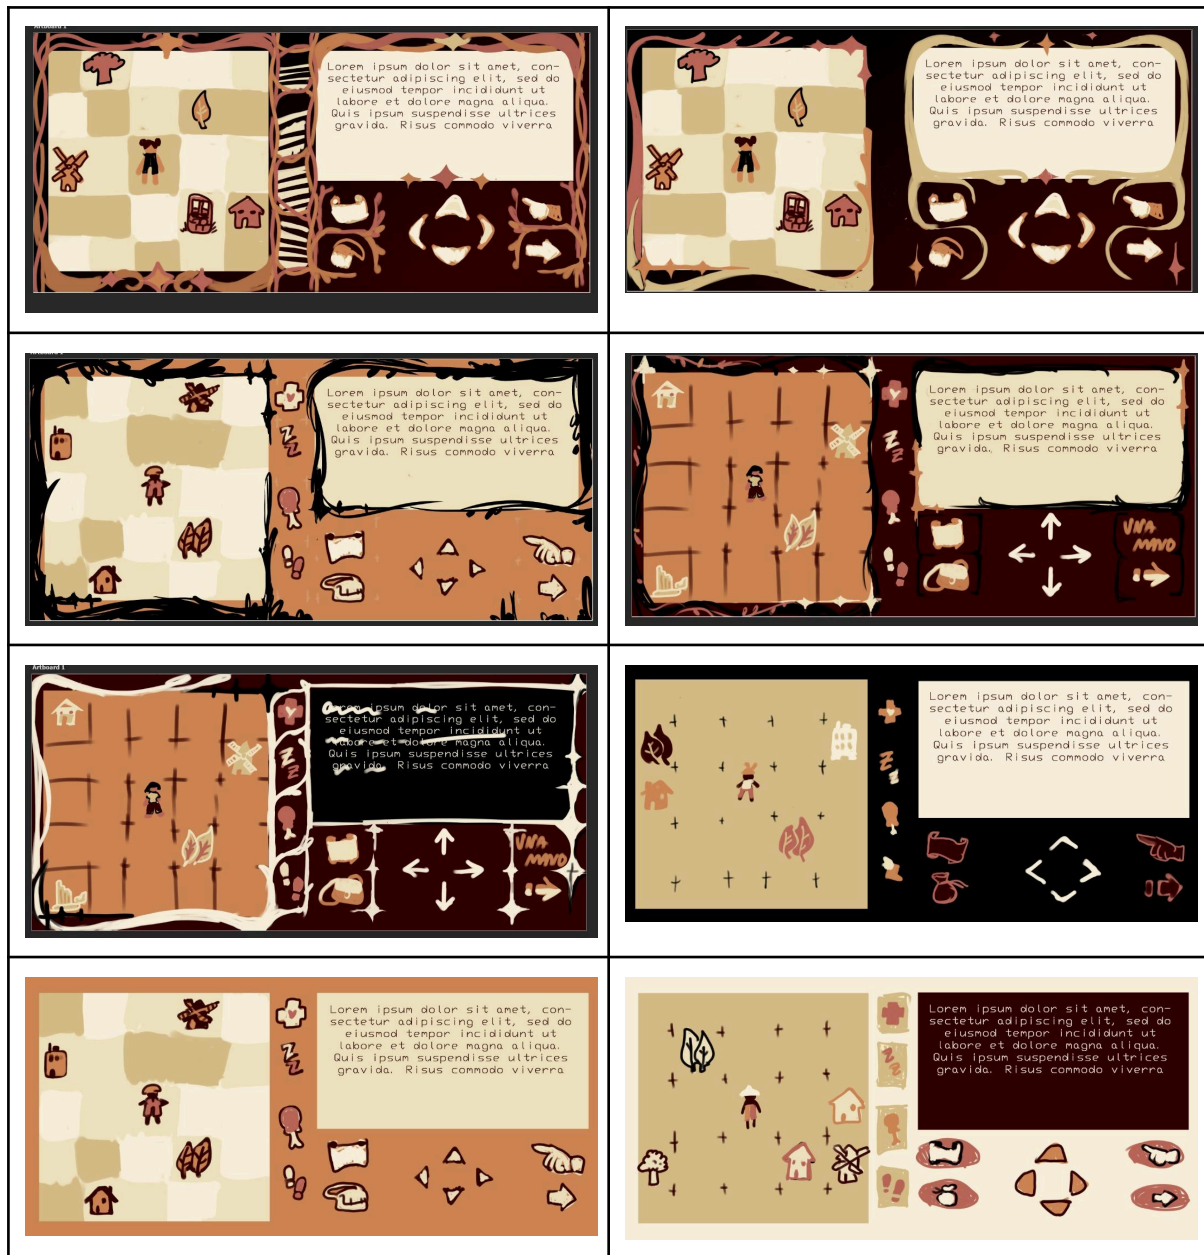 Artboard 1
Lorem ipsum dolor sit amet, con-
sectetur adipiscing elit, sed do
eiusmod tempor incididunt ut
labore et dolore magna aliqua.
Quis ipsum suspendisse ultrices
gravida. Risus commodo viverra
Lorem ipsum dolor sit amet, con-
sectetur adipiscing elit, sed do
eiusmod tempor incididunt ut
labore et dolore magna aliqua.
Quis ipsum suspendisse ultrices
gravida. Risus commodo viverra
Artboard 1
Lorem ipsum dolor sit amet, con-
sectetur adipiscing elit, sed do
eiusmod tempor incididunt ut
labore et dolore magna aliqua.
Quis ipsum suspendisse ultrices
gravida. Risus commodo viverra
ZZ
Lorem ipsum dolor sit amet, con-
sectetur adipiscing elit, sed do
eiusmod tempor incididunt ut
labore et dolore magna aliqua.
Quis ipsum suspendisse ultrices
gravida. Risus commodo viverra
ZZ
UNA
MANO
Artboard 1
Lorem ipsum dolor sit amet, con-
sectetur adipiscing elit, sed do
eiusmod tempor incididunt ut
labore et dolore magna aliqua.
Quis ipsum suspendisse ultrices
gravida. Risus commodo viverra
ZZ
UNA
MANO
Lorem ipsum dolor sit amet, con-
sectetur adipiscing elit, sed do
eiusmod tempor incididunt ut
labore et dolore magna aliqua.
Quis ipsum suspendisse ultrices
gravida. Risus commodo viverra
ZZ
Lorem ipsum dolor sit amet, con-
sectetur adipiscing elit, sed do
eiusmod tempor incididunt ut
labore et dolore magna aliqua.
Quis ipsum suspendisse ultrices
gravida. Risus commodo viverra
ZZ
Lorem ipsum dolor sit amet, con-
sectetur adipiscing elit, sed do
eiusmod tempor incididunt ut
labore et dolore magna aliqua.
Quis ipsum suspendisse ultrices
gravida. Risus commodo viverra
ZZ